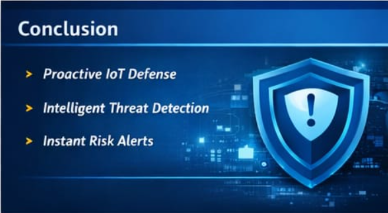 Conclusion
➤ Proactive IoT Defense
➤ Intelligent Threat Detection
➤ Instant Risk Alerts
!